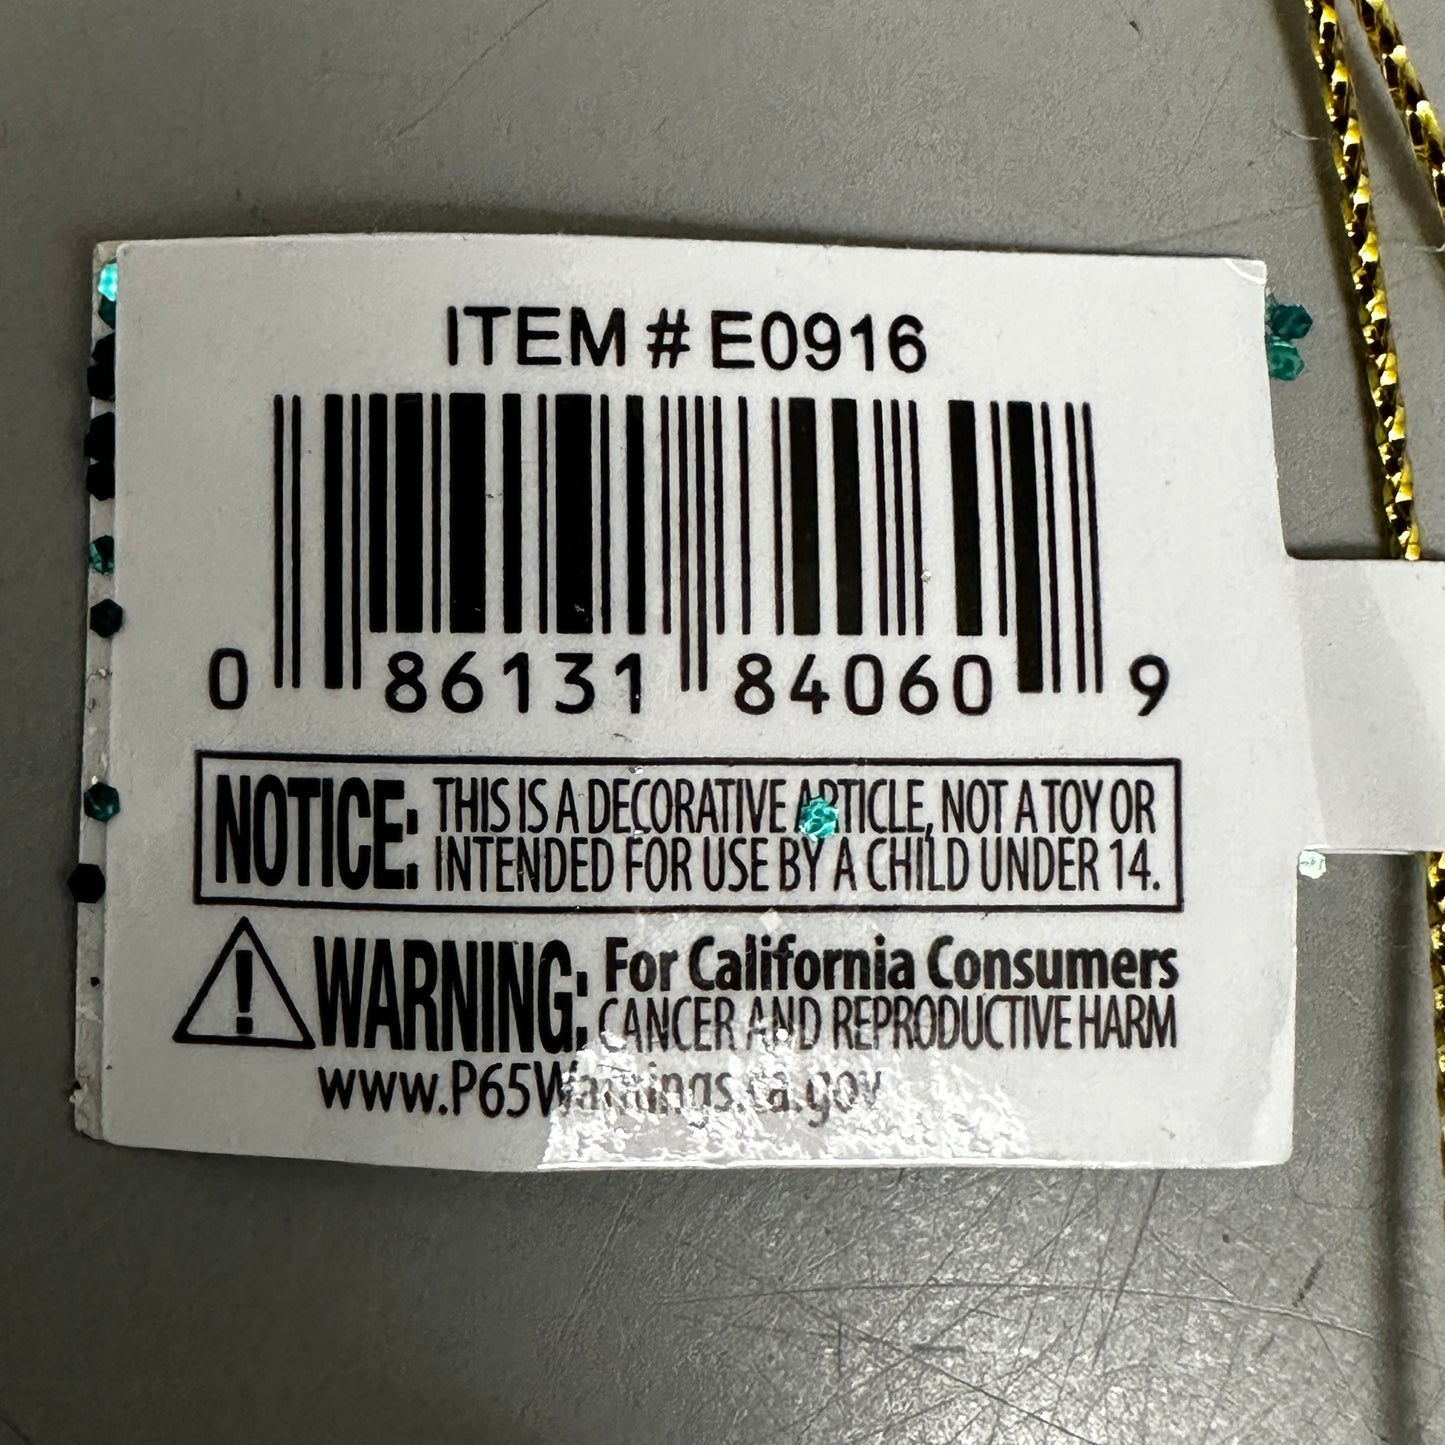 ITEM # E0916
0 86131 84060 9
NOTICE: THIS IS A DECORATIVE ARTICLE, NOT A TOY OR
INTENDED FOR USE BY A CHILD UNDER 14.
WARNING: For California Consumers
CANCER AND REPRODUCTIVE HARM
www.P65Warnings.ca.gov